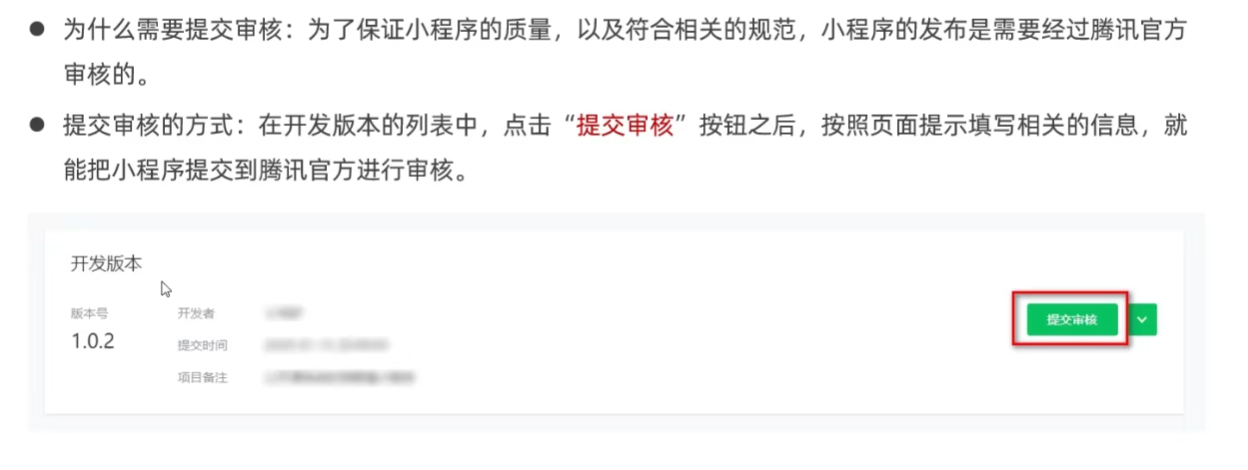 ● 为什么需要提交审核：为了保证小程序的质量，以及符合相关的规范，小程序的发布是需要经过腾讯官方
审核的。
● 提交审核的方式：在开发版本的列表中，点击“提交审核”按钮之后，按照页面提示填写相关的信息，就
能把小程序提交到腾讯官方进行审核。
开发版本
版本号 开发者
1.0.2 提交时间
项目备注
提交审核